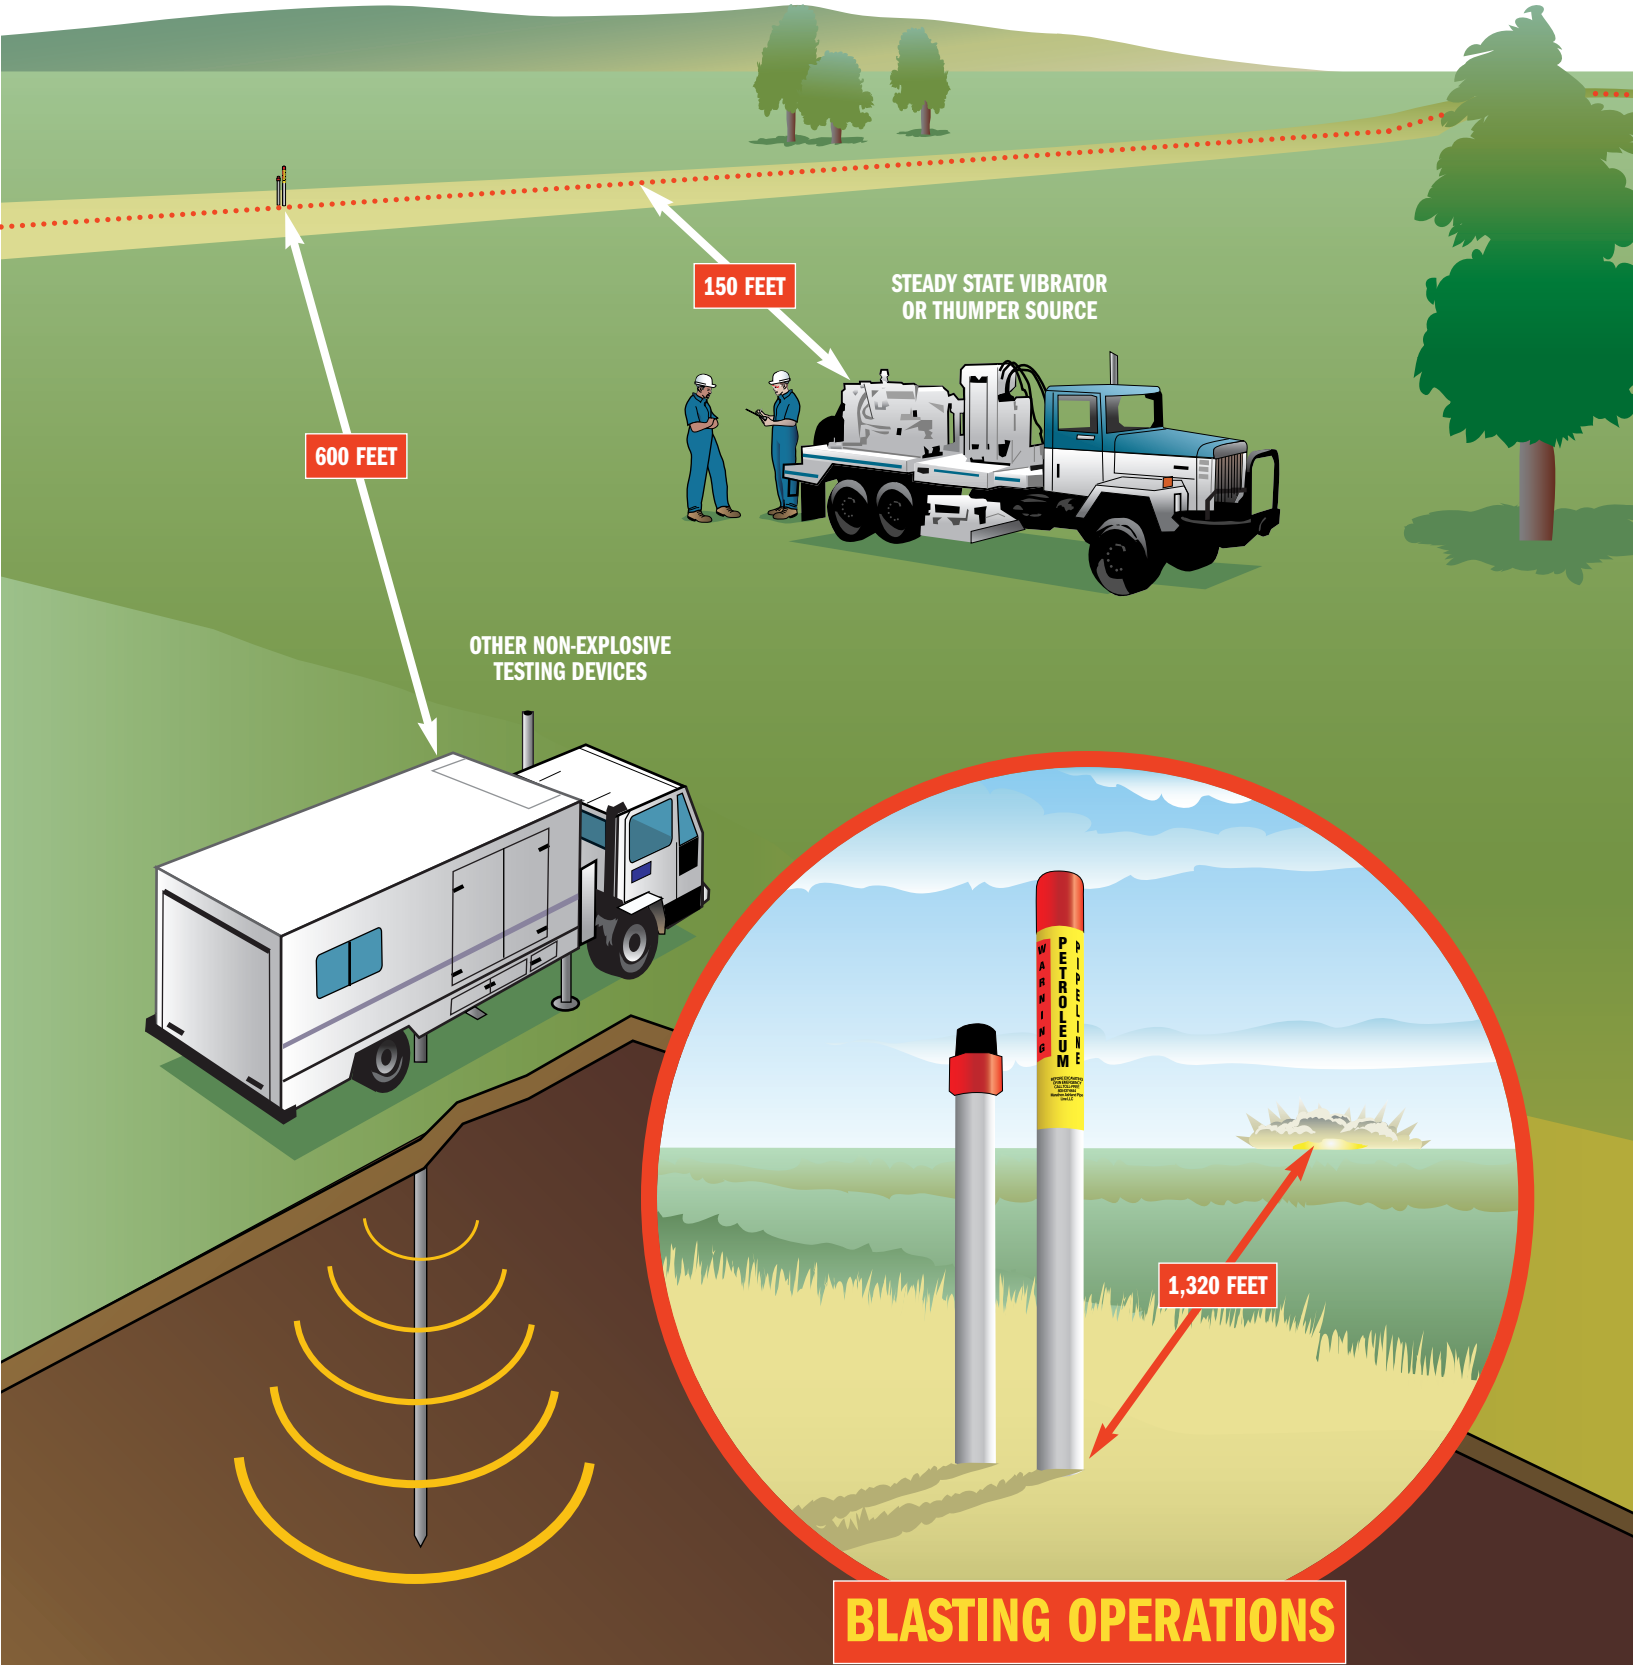 150 FEET
STEADY STATE VIBRATOR
OR THUMPER SOURCE
600 FEET
OTHER NON-EXPLOSIVE
TESTING DEVICES
WARNING
PETROLEUM
PIPELINE
1,320 FEET
BLASTING OPERATIONS